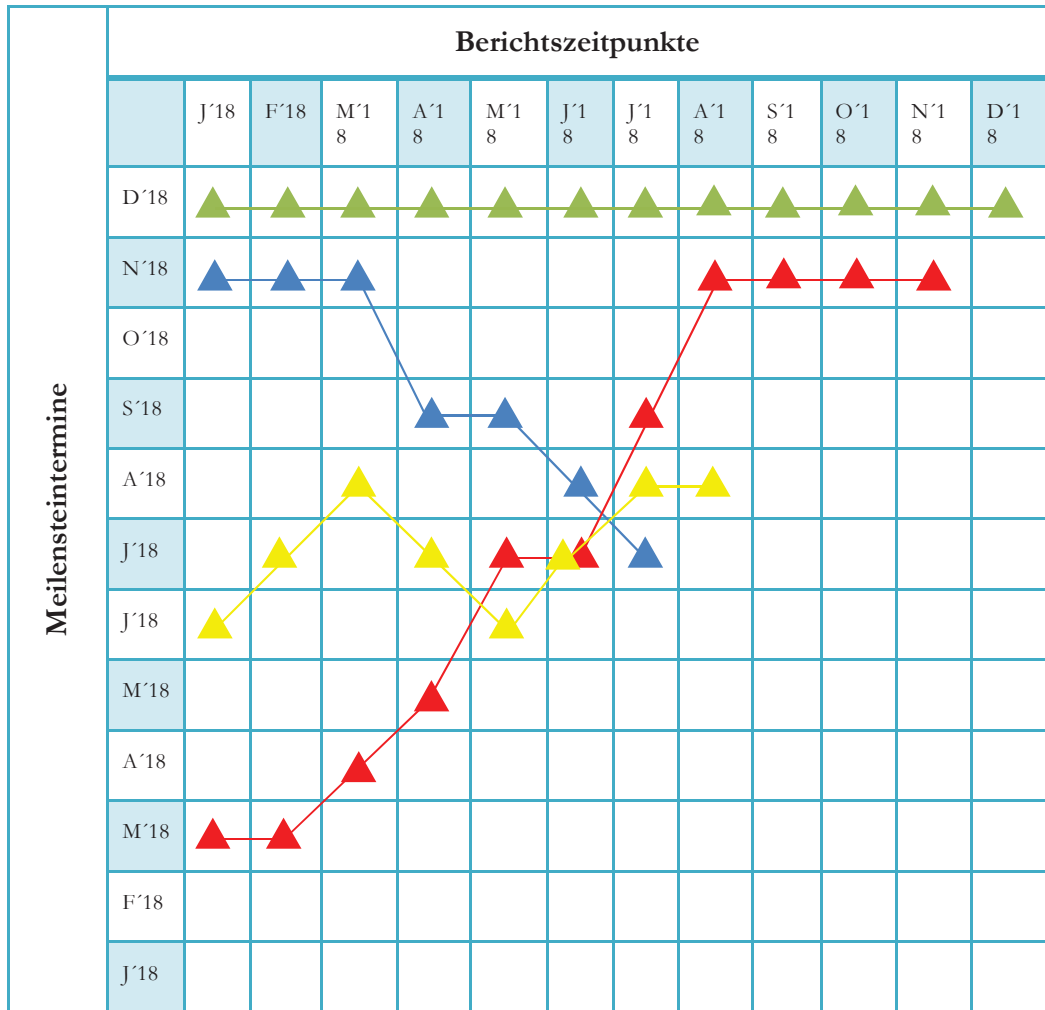 Berichtszeitpunkte
J´18 F´18 M´1 A´1 M´1 J´1 J´1 A´1 S´1 O´1 N´1 D´1
8 8 8 8 8 8 8 8 8 8
Meilensteintermine
D´18
N´18
O´18
S´18
A´18
J´18
J´18
M´18
A´18
M´18
F´18
J´18